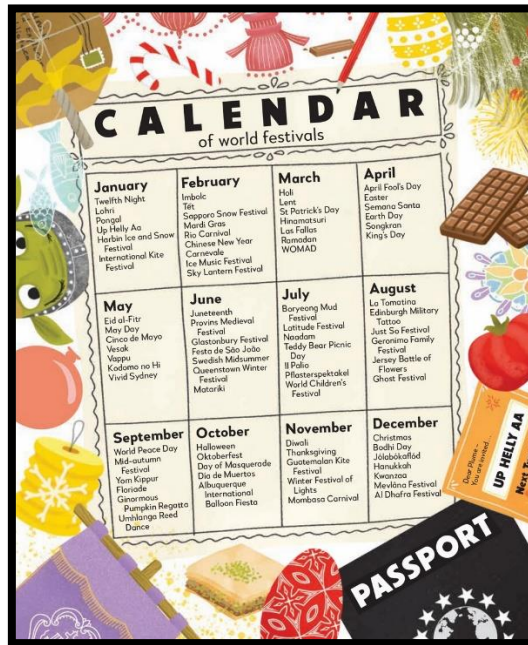 CALENDAR
of world festivals
January
Twelfth Night
Lohri
Pongal
Up Helly Aa
Harbin Ice and Snow
Festival
International Kite
Festival
February
Imbolc
Tét
Sapporo Snow Festival
Mardi Gras
Rio Carnival
Chinese New Year
Carnevale
Ice Music Festival
Sky Lantern Festival
March
Holi
Lent
St Patrick's Day
Hinamatsuri
Las Fallas
Ramadan
WOMAD
April
April Fool's Day
Easter
Semana Santa
Earth Day
Songkran
King's Day
May
Eid al-Fitr
May Day
Cinco de Mayo
Vesak
Vappu
Kodomo no Hi
Vivid Sydney
June
Juneteenth
Provins Medieval
Festival
Glastonbury Festival
Festa de São João
Swedish Midsummer
Queenstown Winter
Festival
Matariki
July
Boryeong Mud
Festival
Latitude Festival
Naadam
Teddy Bear Picnic
Day
Il Palio
Pflasterspektakel
World Children's
Festival
August
La Tomatina
Edinburgh Military
Tattoo
Just So Festival
Geronimo Family
Festival
Jersey Battle of
Flowers
Ghost Festival
September
World Peace Day
Mid-autumn
Festival
Yom Kippur
Floriade
Ginormous
Pumpkin Regatta
Umhlanga Reed
Dance
October
Halloween
Oktoberfest
Day of Masquerade
Dia de Muertos
Albuquerque
International
Balloon Fiesta
November
Diwali
Thanksgiving
Guatemalan Kite
Festival
Winter Festival of
Lights
Mombasa Carnival
December
Christmas
Bodhi Day
Jólabókaflóð
Hanukkah
Kwanzaa
Mevlâna Festival
Al Dhafra Festival
Dear Plume -
You are invited
UP HELLY AA
PASSPORT